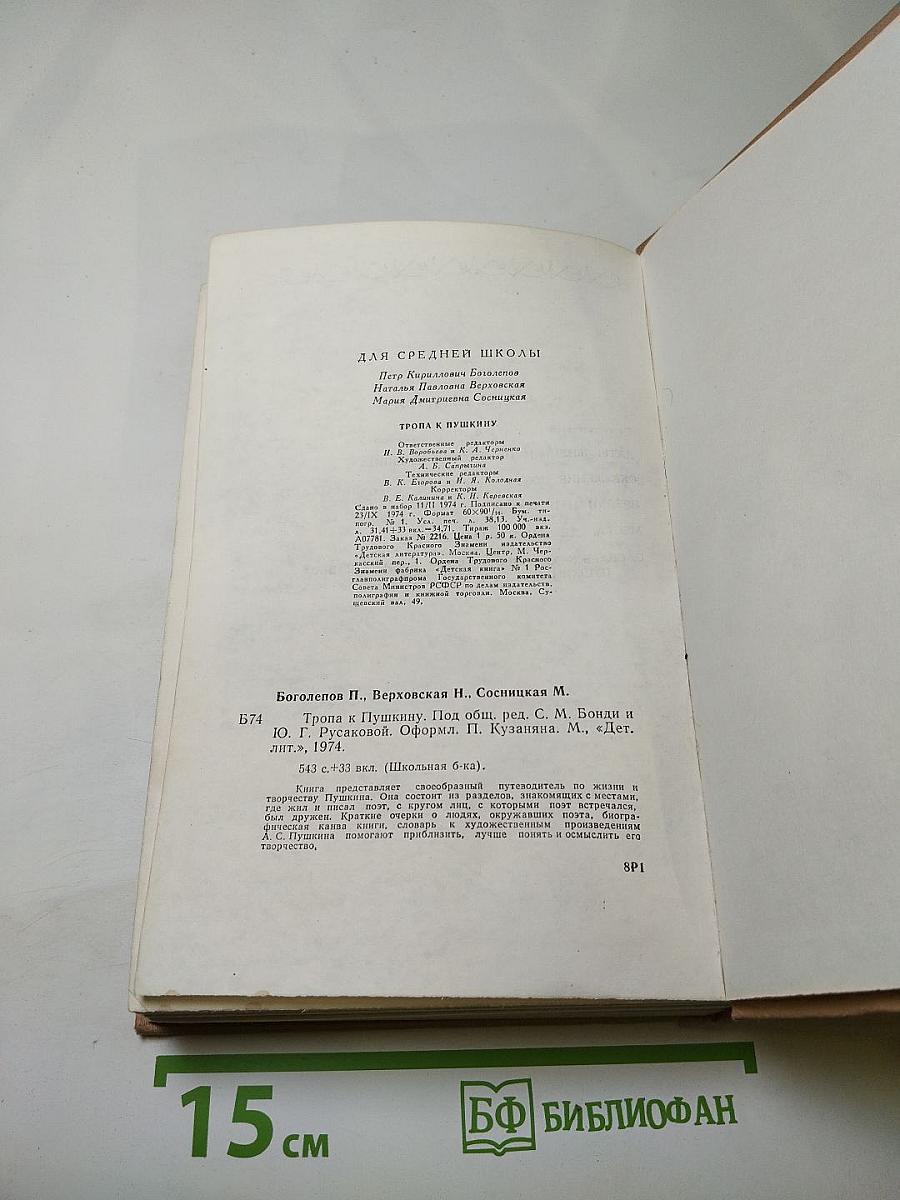 ДЛЯ СРЕДНЕЙ ШКОЛЫ
Петр Кириллович Боголепов
Наталья Павловна Верховская
Мария Дмитриевна Сосницкая
ТРОПА К ПУШКИНУ
Ответственные редакторы
И. В. Воробьева и К. А. Черненко
Художественный редактор
А. Б. Сапрыгина
Технические редакторы
В. К. Егорова и И. Я. Колодная
Корректоры
В. Е. Калинина и К. П. Каревская
Сдано в набор 11/II 1974 г. Подписано к печати
23/IX 1974 г. Формат 60×90¹/₁₆. Бум. ти-
погр. № 1. Усл. печ. л. 38,13. Уч.-изд.
л. 31,41+33 вкл.=34,71. Тираж 100 000 экз.
А07781. Заказ № 2216. Цена 1 р. 50 к. Ордена
Трудового Красного Знамени издательство
«Детская литература». Москва, Центр, М. Чер-
касский пер., 1. Ордена Трудового Красного
Знамени фабрика «Детская книга» № 1 Рос-
главполиграфпрома Государственного комитета
Совета Министров РСФСР по делам издательств,
полиграфии и книжной торговли. Москва, Су-
щевский вал, 49.
Боголепов П., Верховская Н., Сосницкая М.
Б74 Тропа к Пушкину. Под общ. ред. С. М. Бонди и
Ю. Г. Русаковой. Оформл. П. Кузаняна. М., «Дет.
лит.», 1974.
543 с.+33 вкл. (Школьная б-ка).
Книга представляет своеобразный путеводитель по жизни и
творчеству Пушкина. Она состоит из разделов, знакомящих с местами,
где жил и писал поэт, с кругом лиц, с которыми поэт встречался,
был дружен. Краткие очерки о людях, окружавших поэта, биогра-
фическая канва книги, словарь к художественным произведениям
А. С. Пушкина помогают приблизить, лучше понять и осмыслить его
творчество.
8Р1
15 см
БФ БИБЛИОФАН